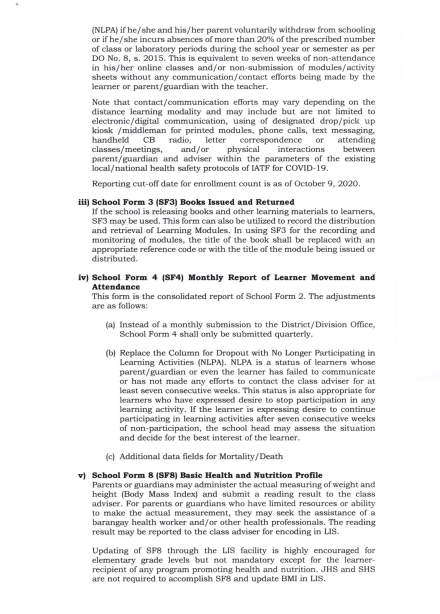 (NLPA) if he/she and his/her parent voluntarily withdraw from schooling
or if he/she incurs absences of more than 20% of the prescribed number
of class or laboratory periods during the school year or semester as per
DO No. 8, s. 2015. This is equivalent to seven weeks of non-attendance
in his/her online classes and/or non-submission of modules/activity
sheets without any communication/contact efforts being made by the
learner or parent/guardian with the teacher.
Note that contact/communication efforts may vary depending on the
distance learning modality and may include but are not limited to
electronic/digital communication, using of designated drop/pick up
kiosk /middleman for printed modules, phone calls, text messaging,
handheld CB radio, letter correspondence or attending
classes/meetings, and/or physical interactions between
parent/guardian and adviser within the parameters of the existing
local/national health safety protocols of IATF for COVID-19.
Reporting cut-off date for enrollment count is as of October 9, 2020.
iii) School Form 3 (SF3) Books Issued and Returned
If the school is releasing books and other learning materials to learners,
SF3 may be used. This form can also be utilized to record the distribution
and retrieval of Learning Modules. In using SF3 for the recording and
monitoring of modules, the title of the book shall be replaced with an
appropriate reference code or with the title of the module being issued or
distributed.
iv) School Form 4 (SF4) Monthly Report of Learner Movement and
Attendance
This form is the consolidated report of School Form 2. The adjustments
are as follows:
(a) Instead of a monthly submission to the District/Division Office,
School Form 4 shall only be submitted quarterly.
(b) Replace the Column for Dropout with No Longer Participating in
Learning Activities (NLPA). NLPA is a status of learners whose
parent/guardian or even the learner has failed to communicate
or has not made any efforts to contact the class adviser for at
least seven consecutive weeks. This status is also appropriate for
learners who have expressed desire to stop participation in any
learning activity. If the learner is expressing desire to continue
participating in learning activities after seven consecutive weeks
of non-participation, the school head may assess the situation
and decide for the best interest of the learner.
(c) Additional data fields for Mortality/Death
v) School Form 8 (SF8) Basic Health and Nutrition Profile
Parents or guardians may administer the actual measuring of weight and
height (Body Mass Index) and submit a reading result to the class
adviser. For parents or guardians who have limited resources or ability
to make the actual measurement, they may seek the assistance of a
barangay health worker and/or other health professionals. The reading
result may be reported to the class adviser for encoding in LIS.
Updating of SF8 through the LIS facility is highly encouraged for
elementary grade levels but not mandatory except for the learner-
recipient of any program promoting health and nutrition. JHS and SHS
are not required to accomplish SF8 and update BMI in LIS.